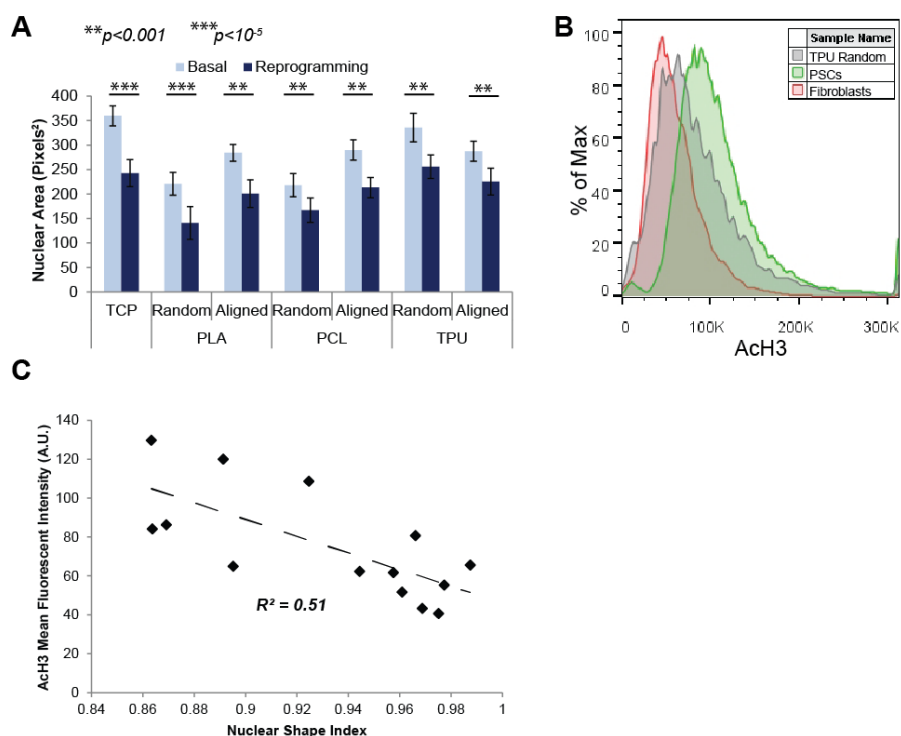 A
**p<0.001 ***p<10-5
Basal Reprogramming
*** *** ** ** ** ** **
Nuclear Area (Pixels²)
400
350
300
250
200
150
100
50
0
TCP Random Aligned Random Aligned Random Aligned
PLA PCL TPU
B
Sample Name
TPU Random
PSCs
Fibroblasts
% of Max
100
80
60
40
20
0
0 100K 200K 300K
AcH3
C
AcH3 Mean Fluorescent Intensity (A.U.)
140
120
100
80
60
40
20
0
R² = 0.51
0.84 0.86 0.88 0.9 0.92 0.94 0.96 0.98 1
Nuclear Shape Index